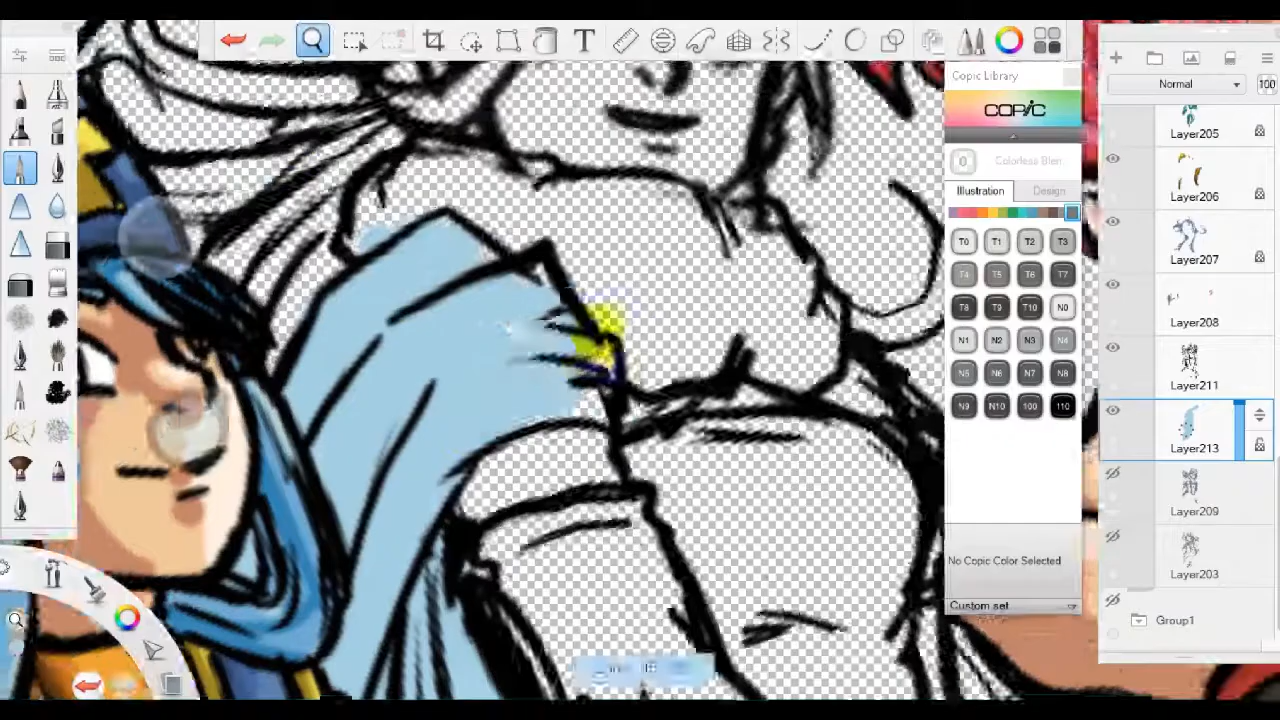 Copic Library
COPIC
0 Colorless Blen
Illustration Design
T0 T1 T2 T3
T4 T5 T6 T7
T8 T9 T10 N0
N1 N2 N3 N4
N5 N6 N7 N8
N9 N10 100 110
No Copic Color Selected
Custom set
Normal 100
Layer205
Layer206
Layer207
Layer208
Layer211
Layer213
Layer209
Layer203
Group1
T